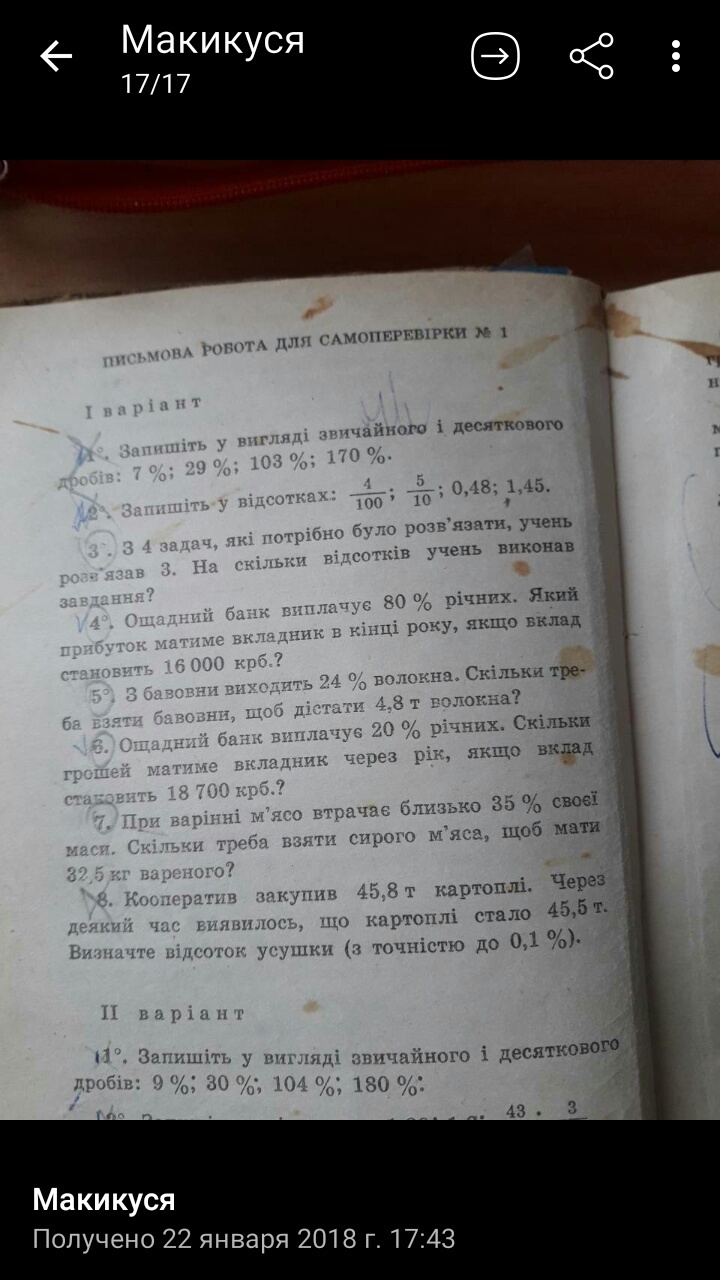 Макикуся
17/17
ПИСЬМОВА РОБОТА ДЛЯ САМОПЕРЕВІРКИ № 1
І варіант
1°. Запишіть у вигляді звичайного і десяткового
дробів: 7 %; 29 %; 103 %; 170 %.
2°. Запишіть у відсотках: 4/100; 5/10; 0,48; 1,45.
3°. З 4 задач, які потрібно було розв'язати, учень
розв'язав 3. На скільки відсотків учень виконав
завдання?
4°. Ощадний банк виплачує 80 % річних. Який
прибуток матиме вкладник в кінці року, якщо вклад
становить 16 000 крб.?
5°. З бавовни виходить 24 % волокна. Скільки тре-
ба взяти бавовни, щоб дістати 4,8 т волокна?
6. Ощадний банк виплачує 20 % річних. Скільки
грошей матиме вкладник через рік, якщо вклад
становить 18 700 крб.?
7. При варінні м'ясо втрачає близько 35 % своєї
маси. Скільки треба взяти сирого м'яса, щоб мати
32,5 кг вареного?
8. Кооператив закупив 45,8 т картоплі. Через
деякий час виявилось, що картоплі стало 45,5 т.
Визначте відсоток усушки (з точністю до 0,1 %).
ІІ варіант
1°. Запишіть у вигляді звичайного і десяткового
дробів: 9 %; 30 %; 104 %; 180 %.
43 3
Макикуся
Получено 22 января 2018 г. 17:43